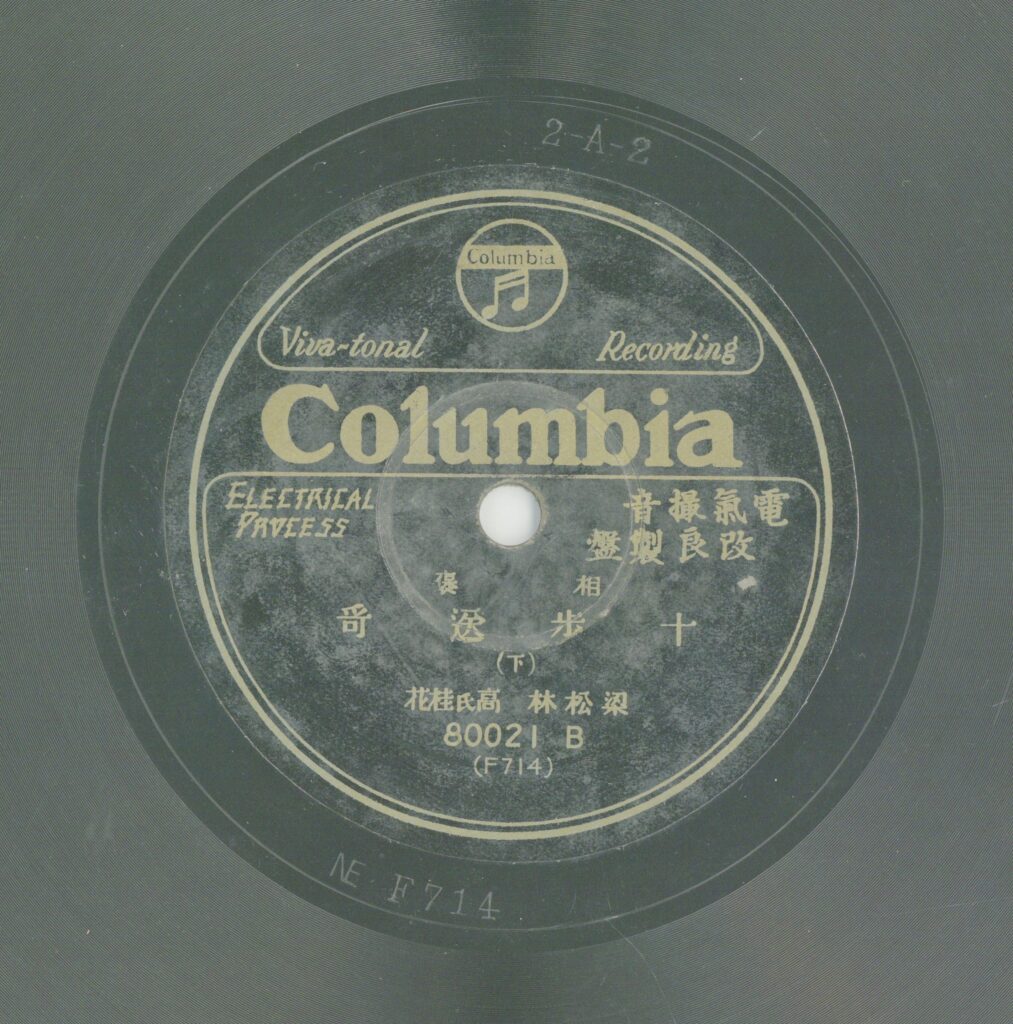 2-A-2
Columbia
Viva-tonal Recording
Columbia
ELECTRICAL
PROCESS
電氣撮音
改良製盤
相褒
十步送哥
(下)
梁松林 高氏桂花
80021 B
(F714)
NE F714